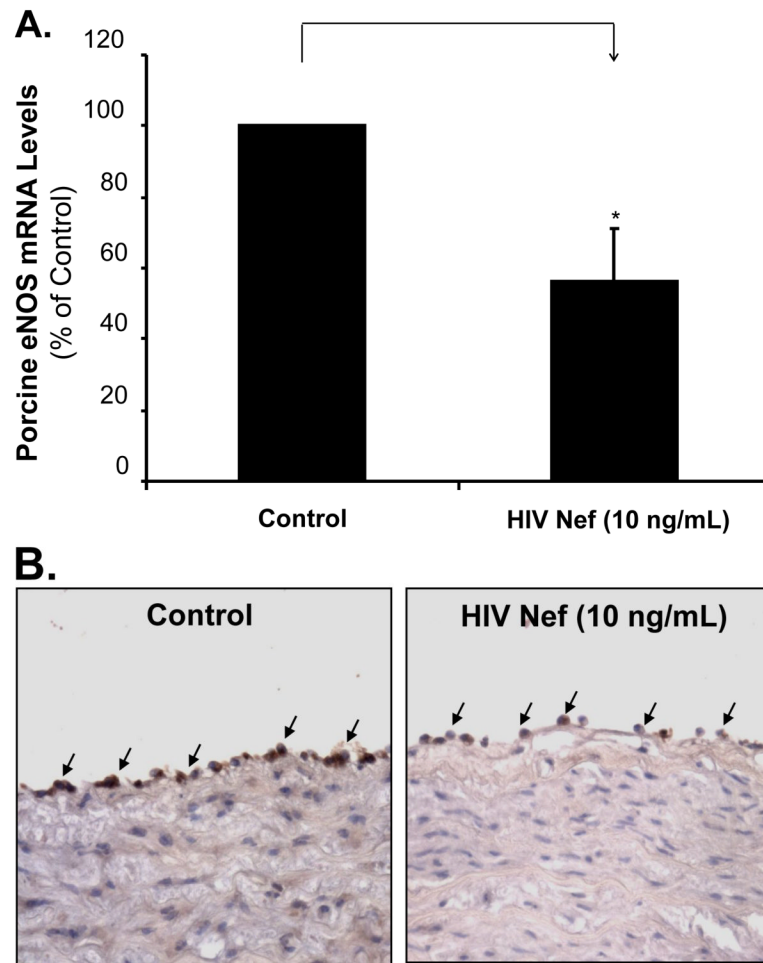 A.
Porcine eNOS mRNA Levels
(% of Control)
120
100
80
60
40
20
0
*
Control
HIV Nef (10 ng/mL)
B.
Control
HIV Nef (10 ng/mL)